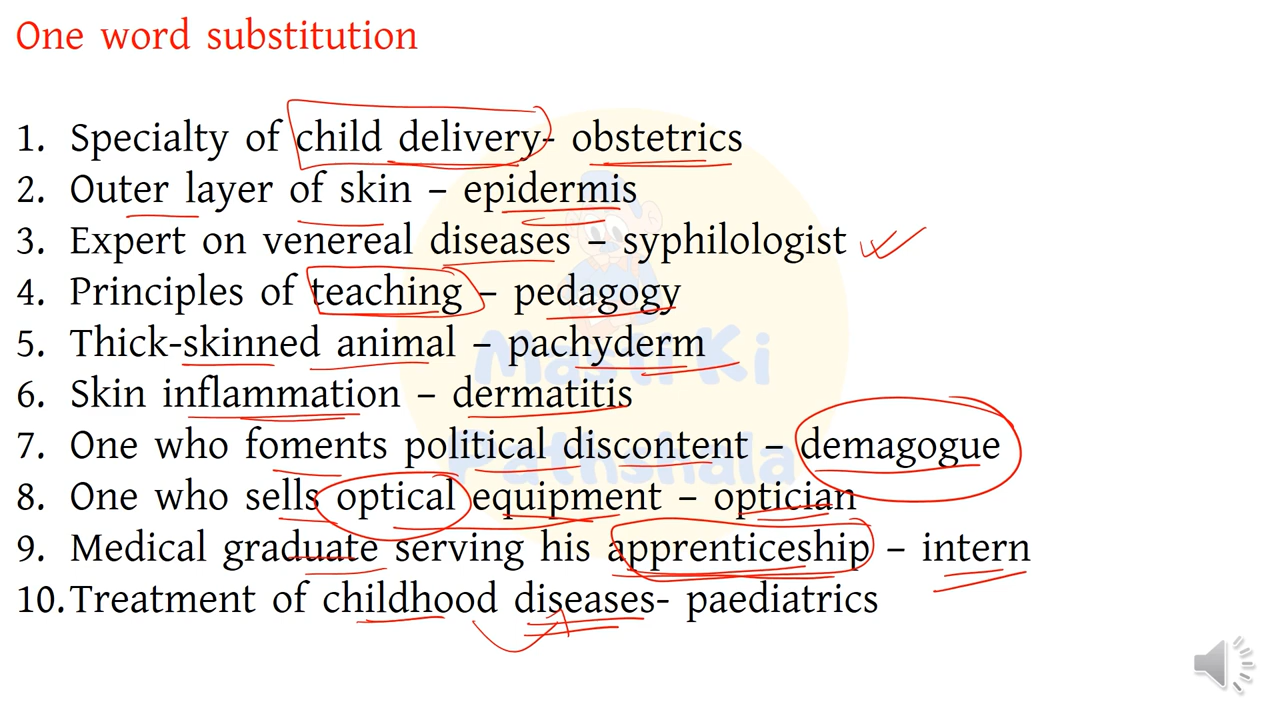 One word substitution
1. Specialty of child delivery- obstetrics
2. Outer layer of skin – epidermis
3. Expert on venereal diseases – syphilologist
4. Principles of teaching – pedagogy
5. Thick-skinned animal – pachyderm
6. Skin inflammation – dermatitis
7. One who foments political discontent – demagogue
8. One who sells optical equipment – optician
9. Medical graduate serving his apprenticeship – intern
10. Treatment of childhood diseases- paediatrics
Masti Ki
Pathshala